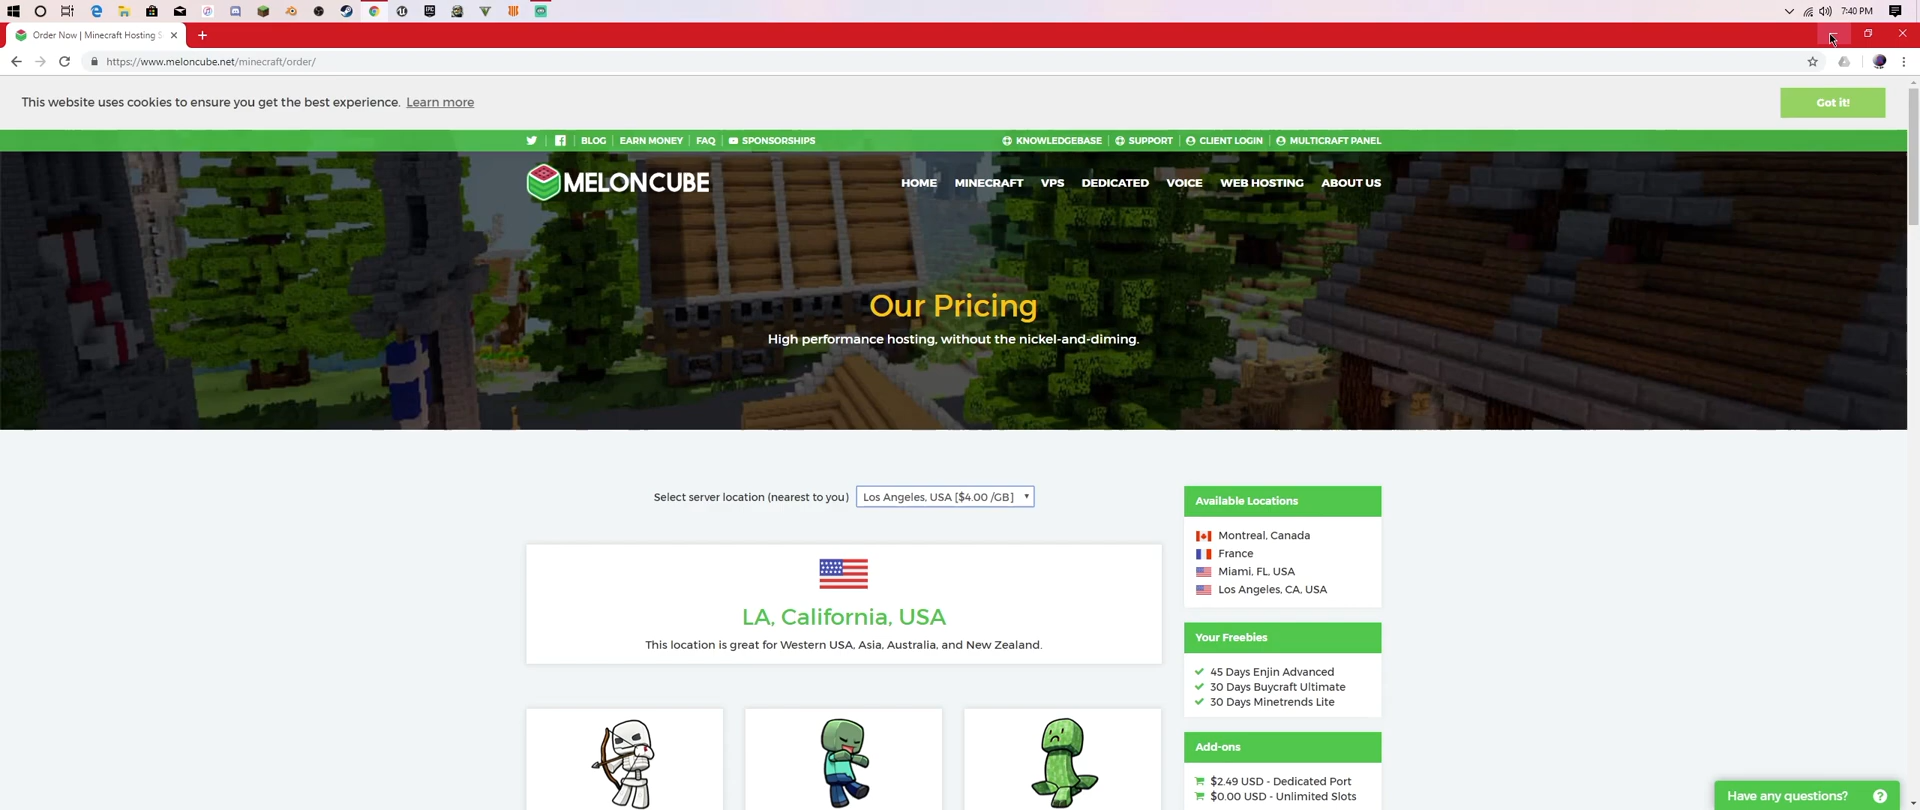 7:40 PM
Order Now | Minecraft Hosting S
https://www.meloncube.net/minecraft/order/
This website uses cookies to ensure you get the best experience. Learn more
Got it!
BLOG EARN MONEY FAQ SPONSORSHIPS KNOWLEDGEBASE SUPPORT CLIENT LOGIN MULTICRAFT PANEL
MELONCUBE
HOME MINECRAFT VPS DEDICATED VOICE WEB HOSTING ABOUT US
Our Pricing
High performance hosting, without the nickel-and-diming.
Select server location (nearest to you) Los Angeles, USA [$4.00 /GB]
LA, California, USA
This location is great for Western USA, Asia, Australia, and New Zealand.
Available Locations
Montreal, Canada
France
Miami, FL, USA
Los Angeles, CA, USA
Your Freebies
45 Days Enjin Advanced
30 Days Buycraft Ultimate
30 Days Minetrends Lite
Add-ons
$2.49 USD - Dedicated Port
$0.00 USD - Unlimited Slots
Have any questions?